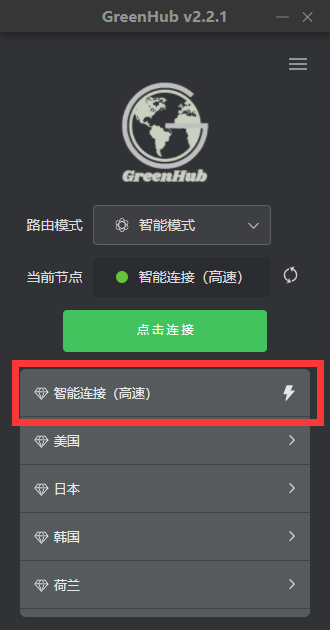 GreenHub v2.2.1
GreenHub
路由模式 智能模式
当前节点 智能连接（高速）
点击连接
智能连接（高速）
美国
日本
韩国
荷兰